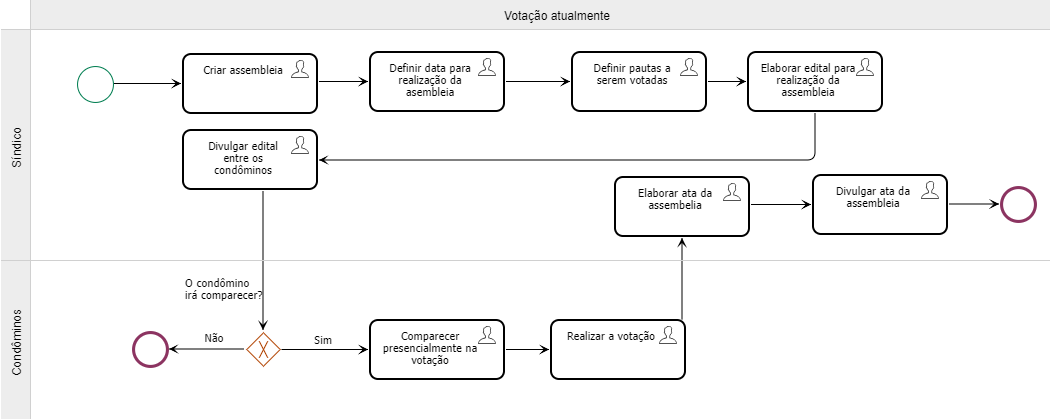 Votação atualmente
Síndico
Criar assembleia
Definir data para
realização da
asembleia
Definir pautas a
serem votadas
Elaborar edital para
realização da
assembleia
Divulgar edital
entre os
condôminos
Elaborar ata da
assembelia
Divulgar ata da
assembleia
Condôminos
O condômino
irá comparecer?
Não
Sim
Comparecer
presencialmente na
votação
Realizar a votação